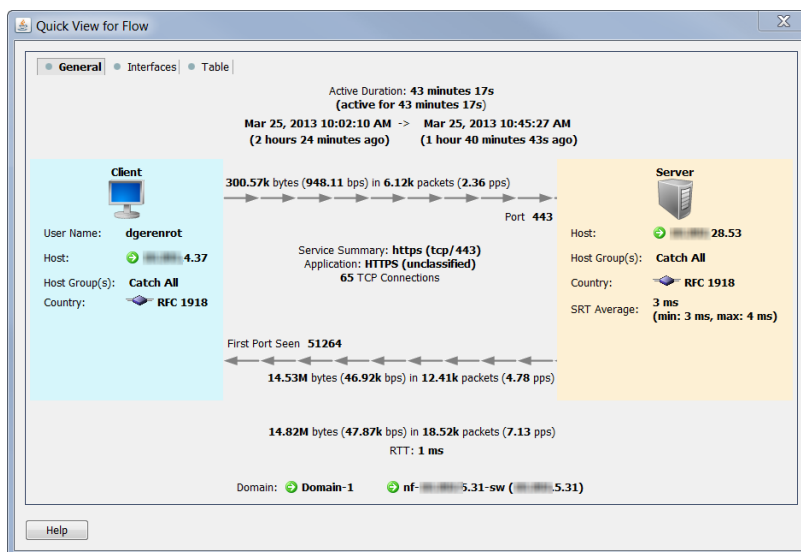 Quick View for Flow
General Interfaces Table
Active Duration: 43 minutes 17s
(active for 43 minutes 17s)
Mar 25, 2013 10:02:10 AM -> Mar 25, 2013 10:45:27 AM
(2 hours 24 minutes ago) (1 hour 40 minutes 43s ago)
Client
User Name: dgerenrot
Host: .4.37
Host Group(s): Catch All
Country: RFC 1918
300.57k bytes (948.11 bps) in 6.12k packets (2.36 pps)
Port 443
Service Summary: https (tcp/443)
Application: HTTPS (unclassified)
65 TCP Connections
First Port Seen 51264
14.53M bytes (46.92k bps) in 12.41k packets (4.78 pps)
Server
Host: 28.53
Host Group(s): Catch All
Country: RFC 1918
SRT Average: 3 ms
(min: 3 ms, max: 4 ms)
14.82M bytes (47.87k bps) in 18.52k packets (7.13 pps)
RTT: 1 ms
Domain: Domain-1 nf- 5.31-sw ( .5.31)
Help